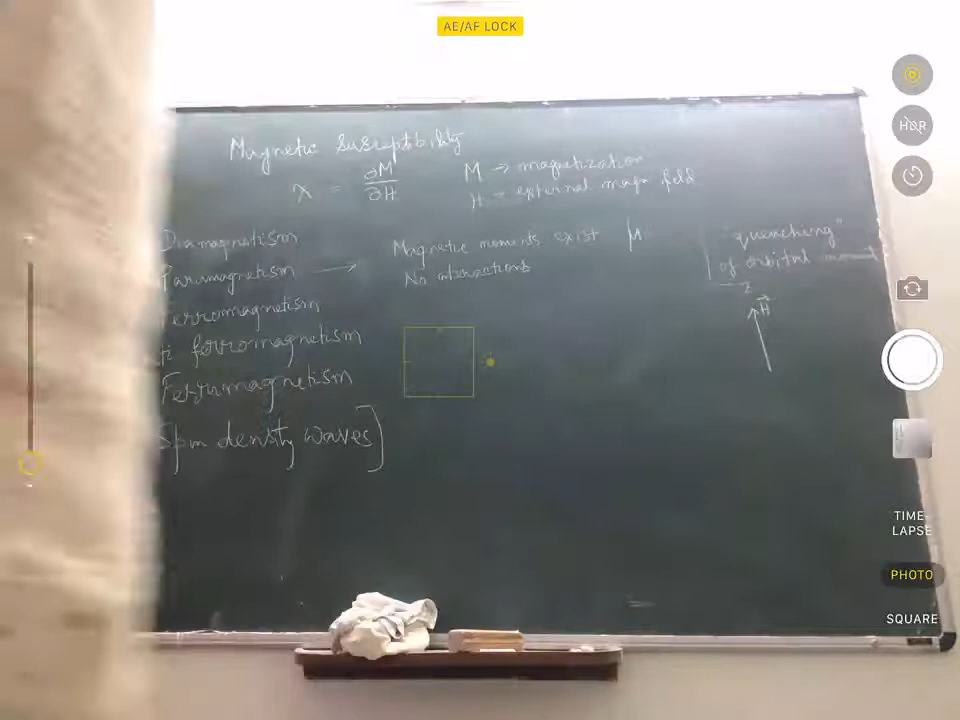 AE/AF LOCK
HDR
Magnetic Susceptibility
χ = ∂M/∂H
M → magnetization
H → external magn field
Diamagnetism
Paramagnetism →
Magnetic moments exist μ
No interactions
"quenching"
of orbital moment
H
Ferromagnetism
ti ferromagnetism
Ferrimagnetism
Spin density waves]
TIME-
LAPSE
PHOTO
SQUARE